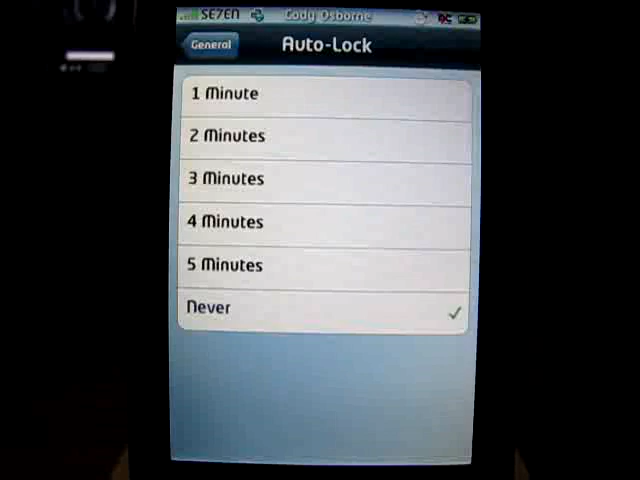 SE7EN Cody Osborne
General Auto-Lock
1 Minute
2 Minutes
3 Minutes
4 Minutes
5 Minutes
Never